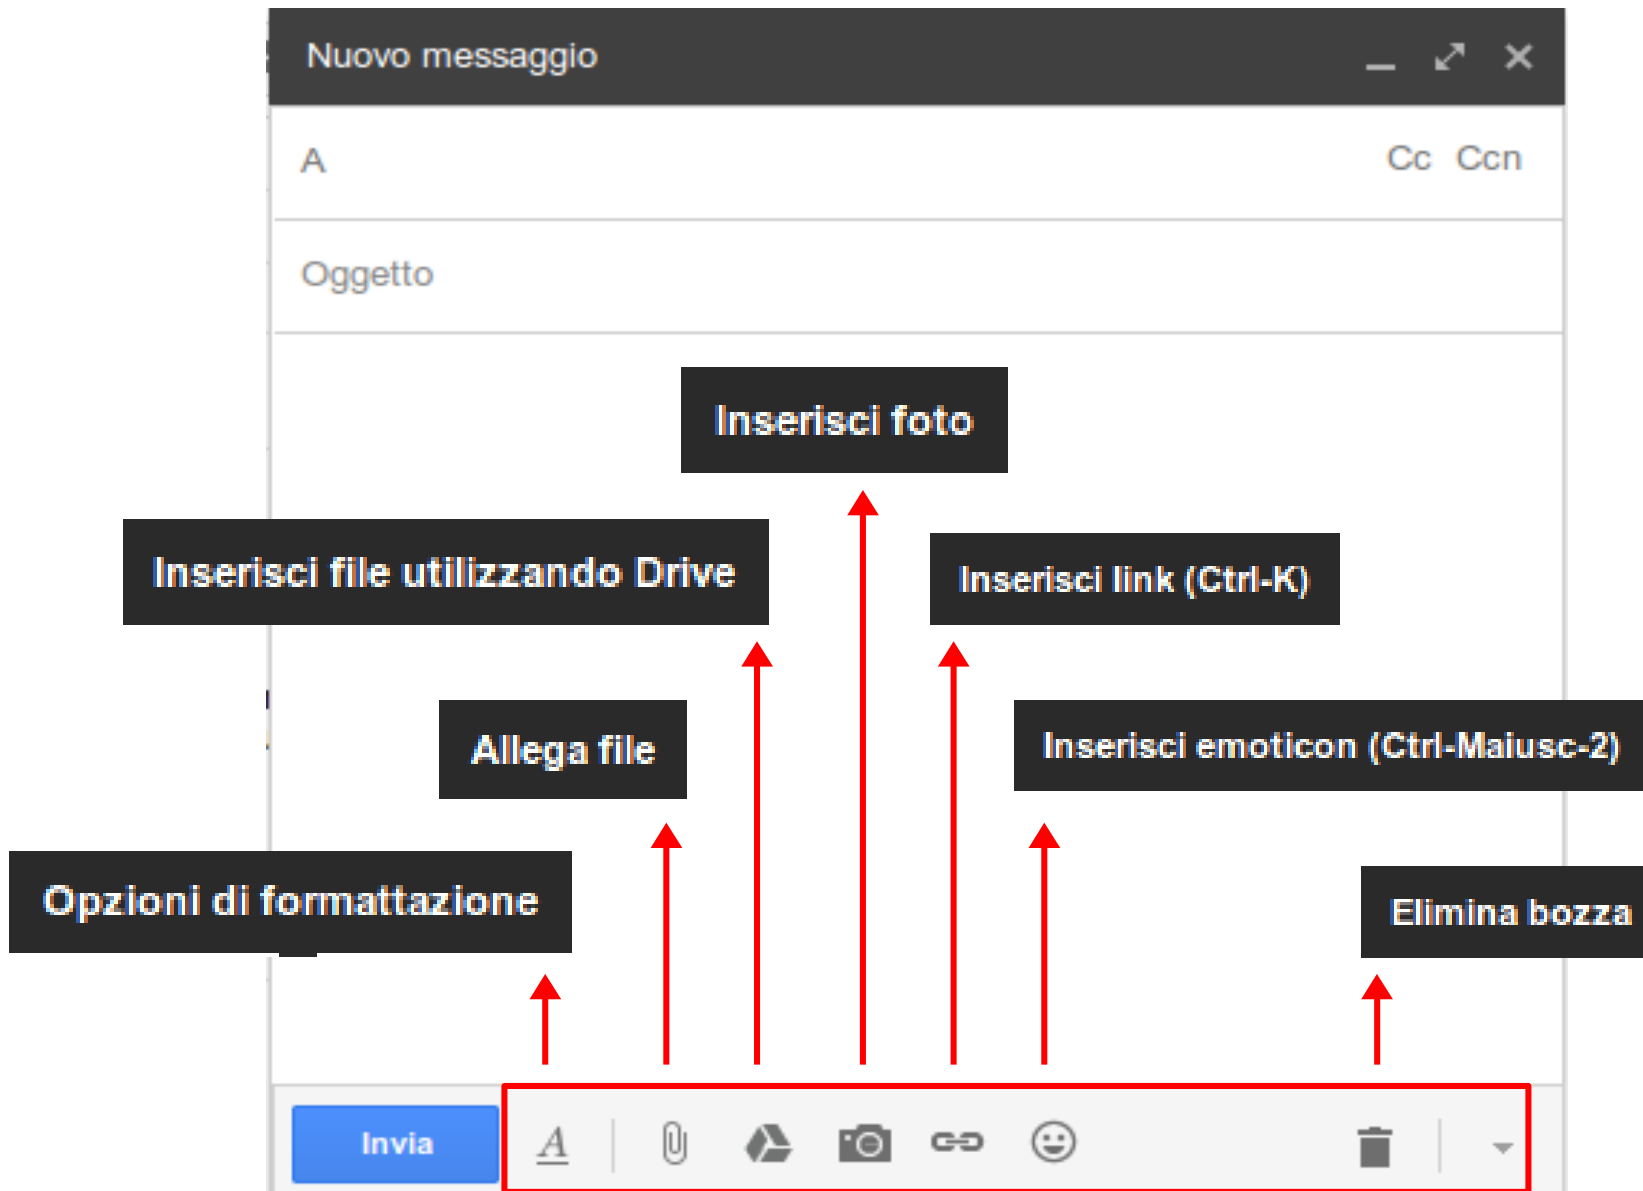 Nuovo messaggio
A
Cc Ccn
Oggetto
Inserisci foto
Inserisci file utilizzando Drive
Inserisci link (Ctrl-K)
Allega file
Inserisci emoticon (Ctrl-Maiusc-2)
Opzioni di formattazione
Elimina bozza
Invia
A